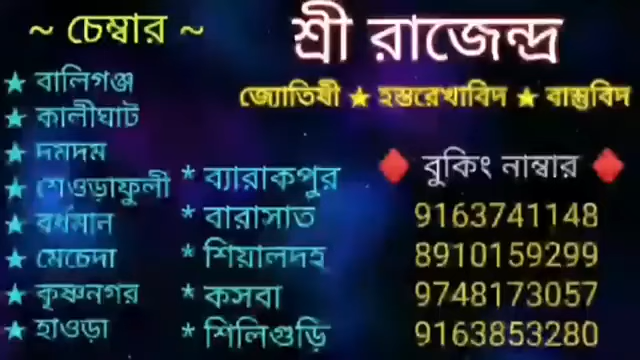 ~ চেম্বার ~
★ বালিগঞ্জ
★ কালীঘাট
★ দমদম
★ শেওড়াফুলী
★ বর্ধমান
★ মেচেদা
★ কৃষ্ণনগর
★ হাওড়া
* ব্যারাকপুর
* বারাসাত
* শিয়ালদহ
* কসবা
* শিলিগুড়ি
শ্রী রাজেন্দ্র
জ্যোতিষী ★ হস্তরেখাবিদ ★ বাস্তুবিদ
♦ বুকিং নাম্বার ♦
9163741148
8910159299
9748173057
9163853280